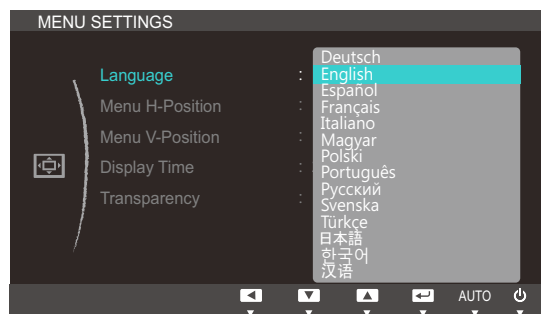 MENU SETTINGS
Language :
Menu H-Position :
Menu V-Position :
Display Time :
Transparency :
Deutsch
English
Español
Français
Italiano
Magyar
Polski
Português
Русский
Svenska
Türkçe
日本語
한국어
汉语
AUTO